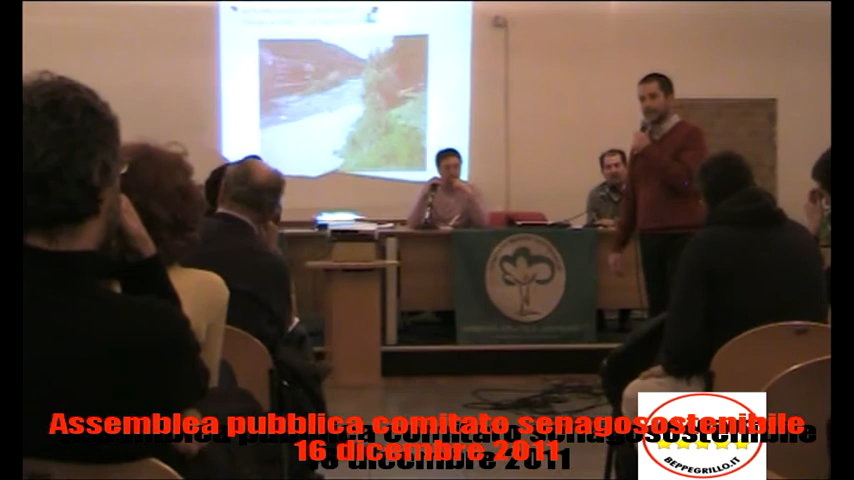 Assemblea pubblica comitato senagosostenibile
16 dicembre 2011
BEPPEGRILLO.IT